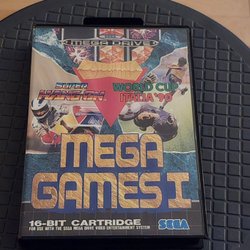 MEGA DRIVE
SUPER
HANG-ON
WORLD CUP
ITALIA '90
MEGA
GAMES I
16-BIT CARTRIDGE
FOR USE WITH THE SEGA MEGA DRIVE VIDEO ENTERTAINMENT SYSTEM
SEGA